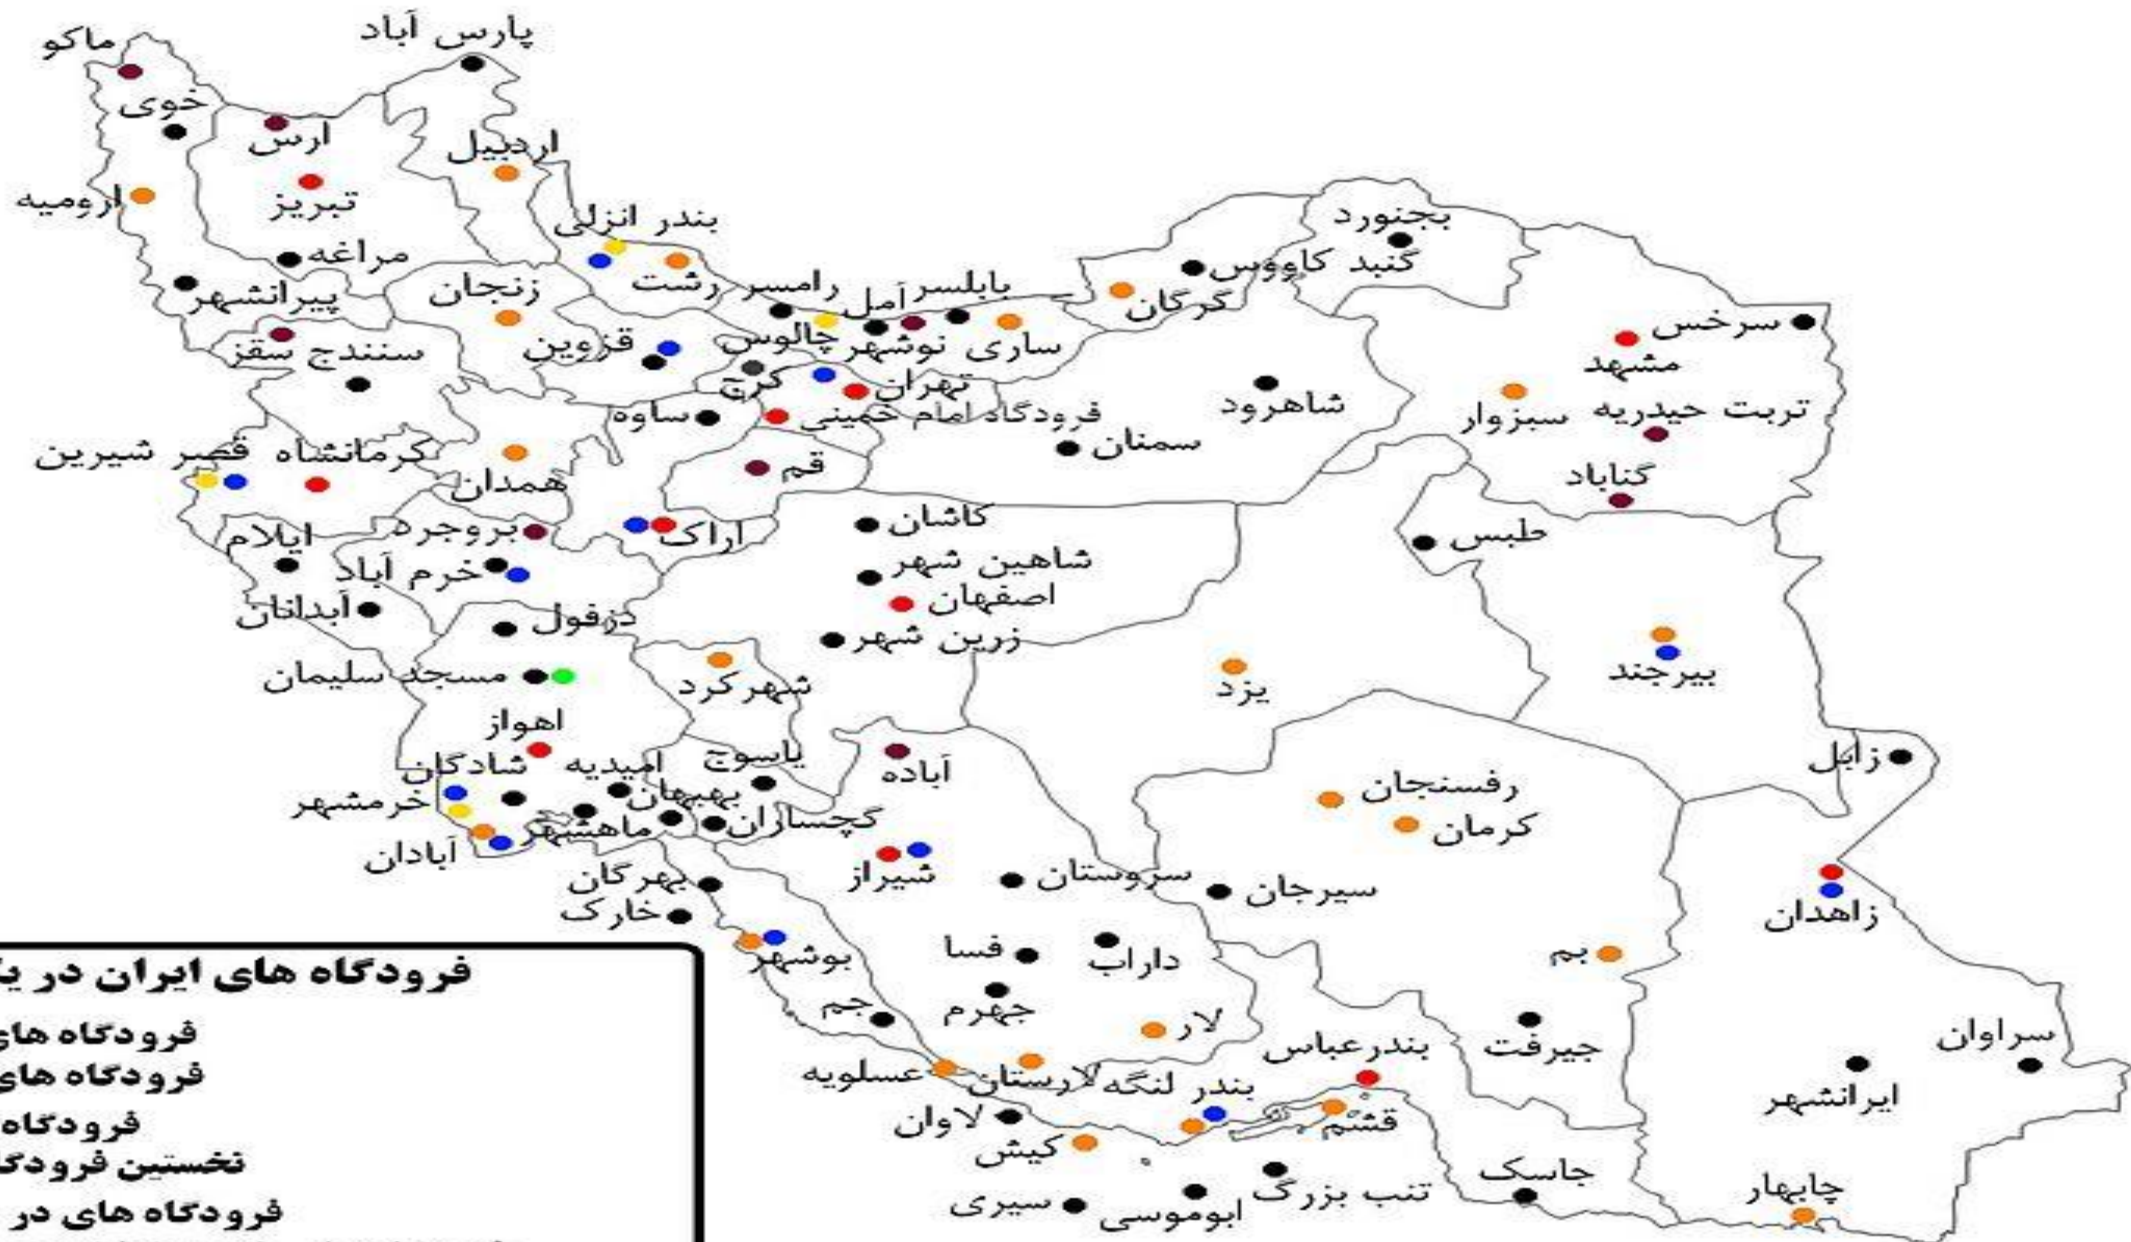 ماکو
پارس آباد
خوی
ارس
اردبیل
ارومیه
تبریز
بندر انزلی
بجنورد
مراغه
گنبد کاووس
پیرانشهر
زنجان
رشت
رامسر
آمل
بابلسر
گرگان
سرخس
سنندج سقز
قزوین
چالوس
نوشهر
ساری
مشهد
کرج
تهران
ساوه
فرودگاه امام خمینی
شاهرود
سبزوار
تربت حیدریه
سمنان
قصر شیرین
کرمانشاه
همدان
قم
گناباد
ایلام
بروجرد
اراک
کاشان
طبس
خرم آباد
شاهین شهر
آبدانان
دزفول
اصفهان
زرین شهر
مسجد سلیمان
شهرکرد
یزد
بیرجند
اهواز
شادگان
امیدیه
یاسوج
آباده
زابل
خرمشهر
بهبهان
رفسنجان
ماهشهر
گچساران
کرمان
آبادان
بهرگان
شیراز
سروستان
سیرجان
خارک
زاهدان
بوشهر
فسا
داراب
بم
جم
جهرم
لار
بندرعباس
جیرفت
سراوان
عسلویه
لارستان
بندر لنگه
ایرانشهر
لاوان
قشم
کیش
جاسک
سیری
ابوموسی
تنب بزرگ
چابهار
فرودگاه های ایران در
فرودگاه های
فرودگاه های
فرودگاه
نخستین
فرودگاه های در